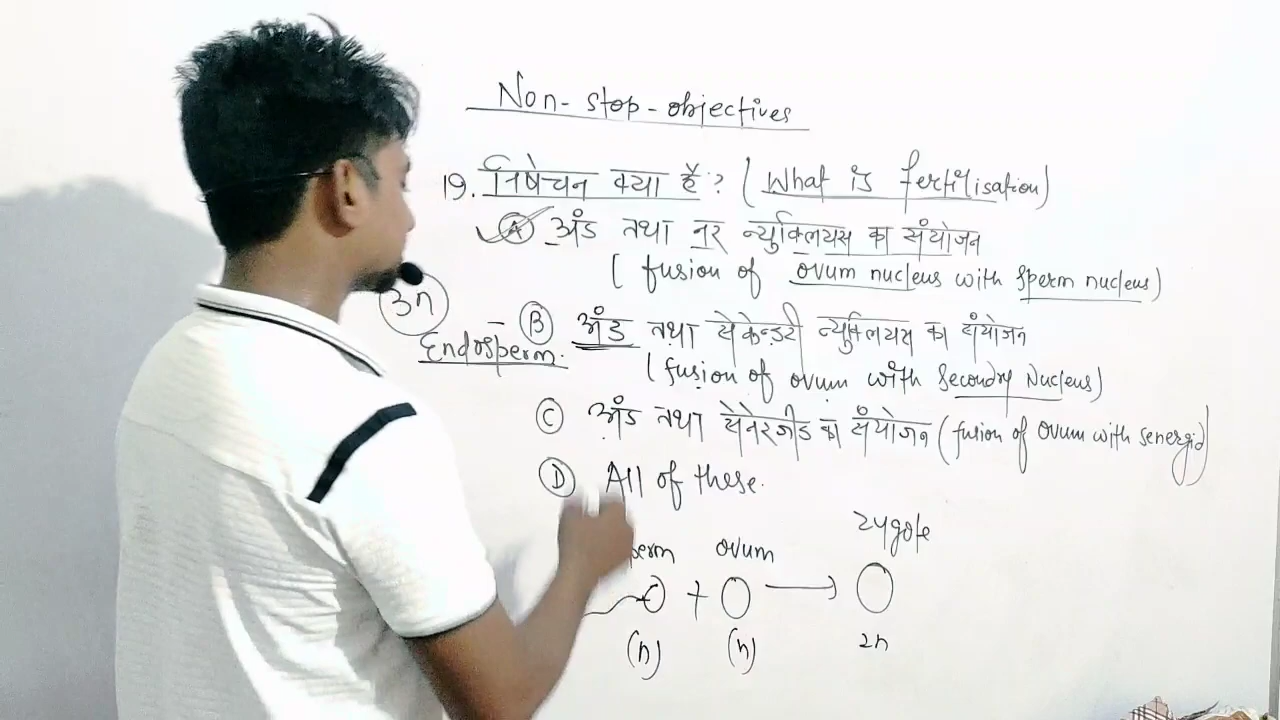 Non-stop-objectives
19. निषेचन क्या है? (What is fertilisation)
A अंड तथा नर न्युक्लियस का संयोजन
(fusion of ovum nucleus with sperm nucleus)
3n
B अंड तथा सेकेन्डरी न्युक्लियस का संयोजन
Endosperm.
(fusion of ovum with Secondry Nucleus)
C अंड तथा सेनेरजीड का संयोजन (fusion of ovum with senergid)
D All of these.
ovum zygote
+
(n) (n) 2n